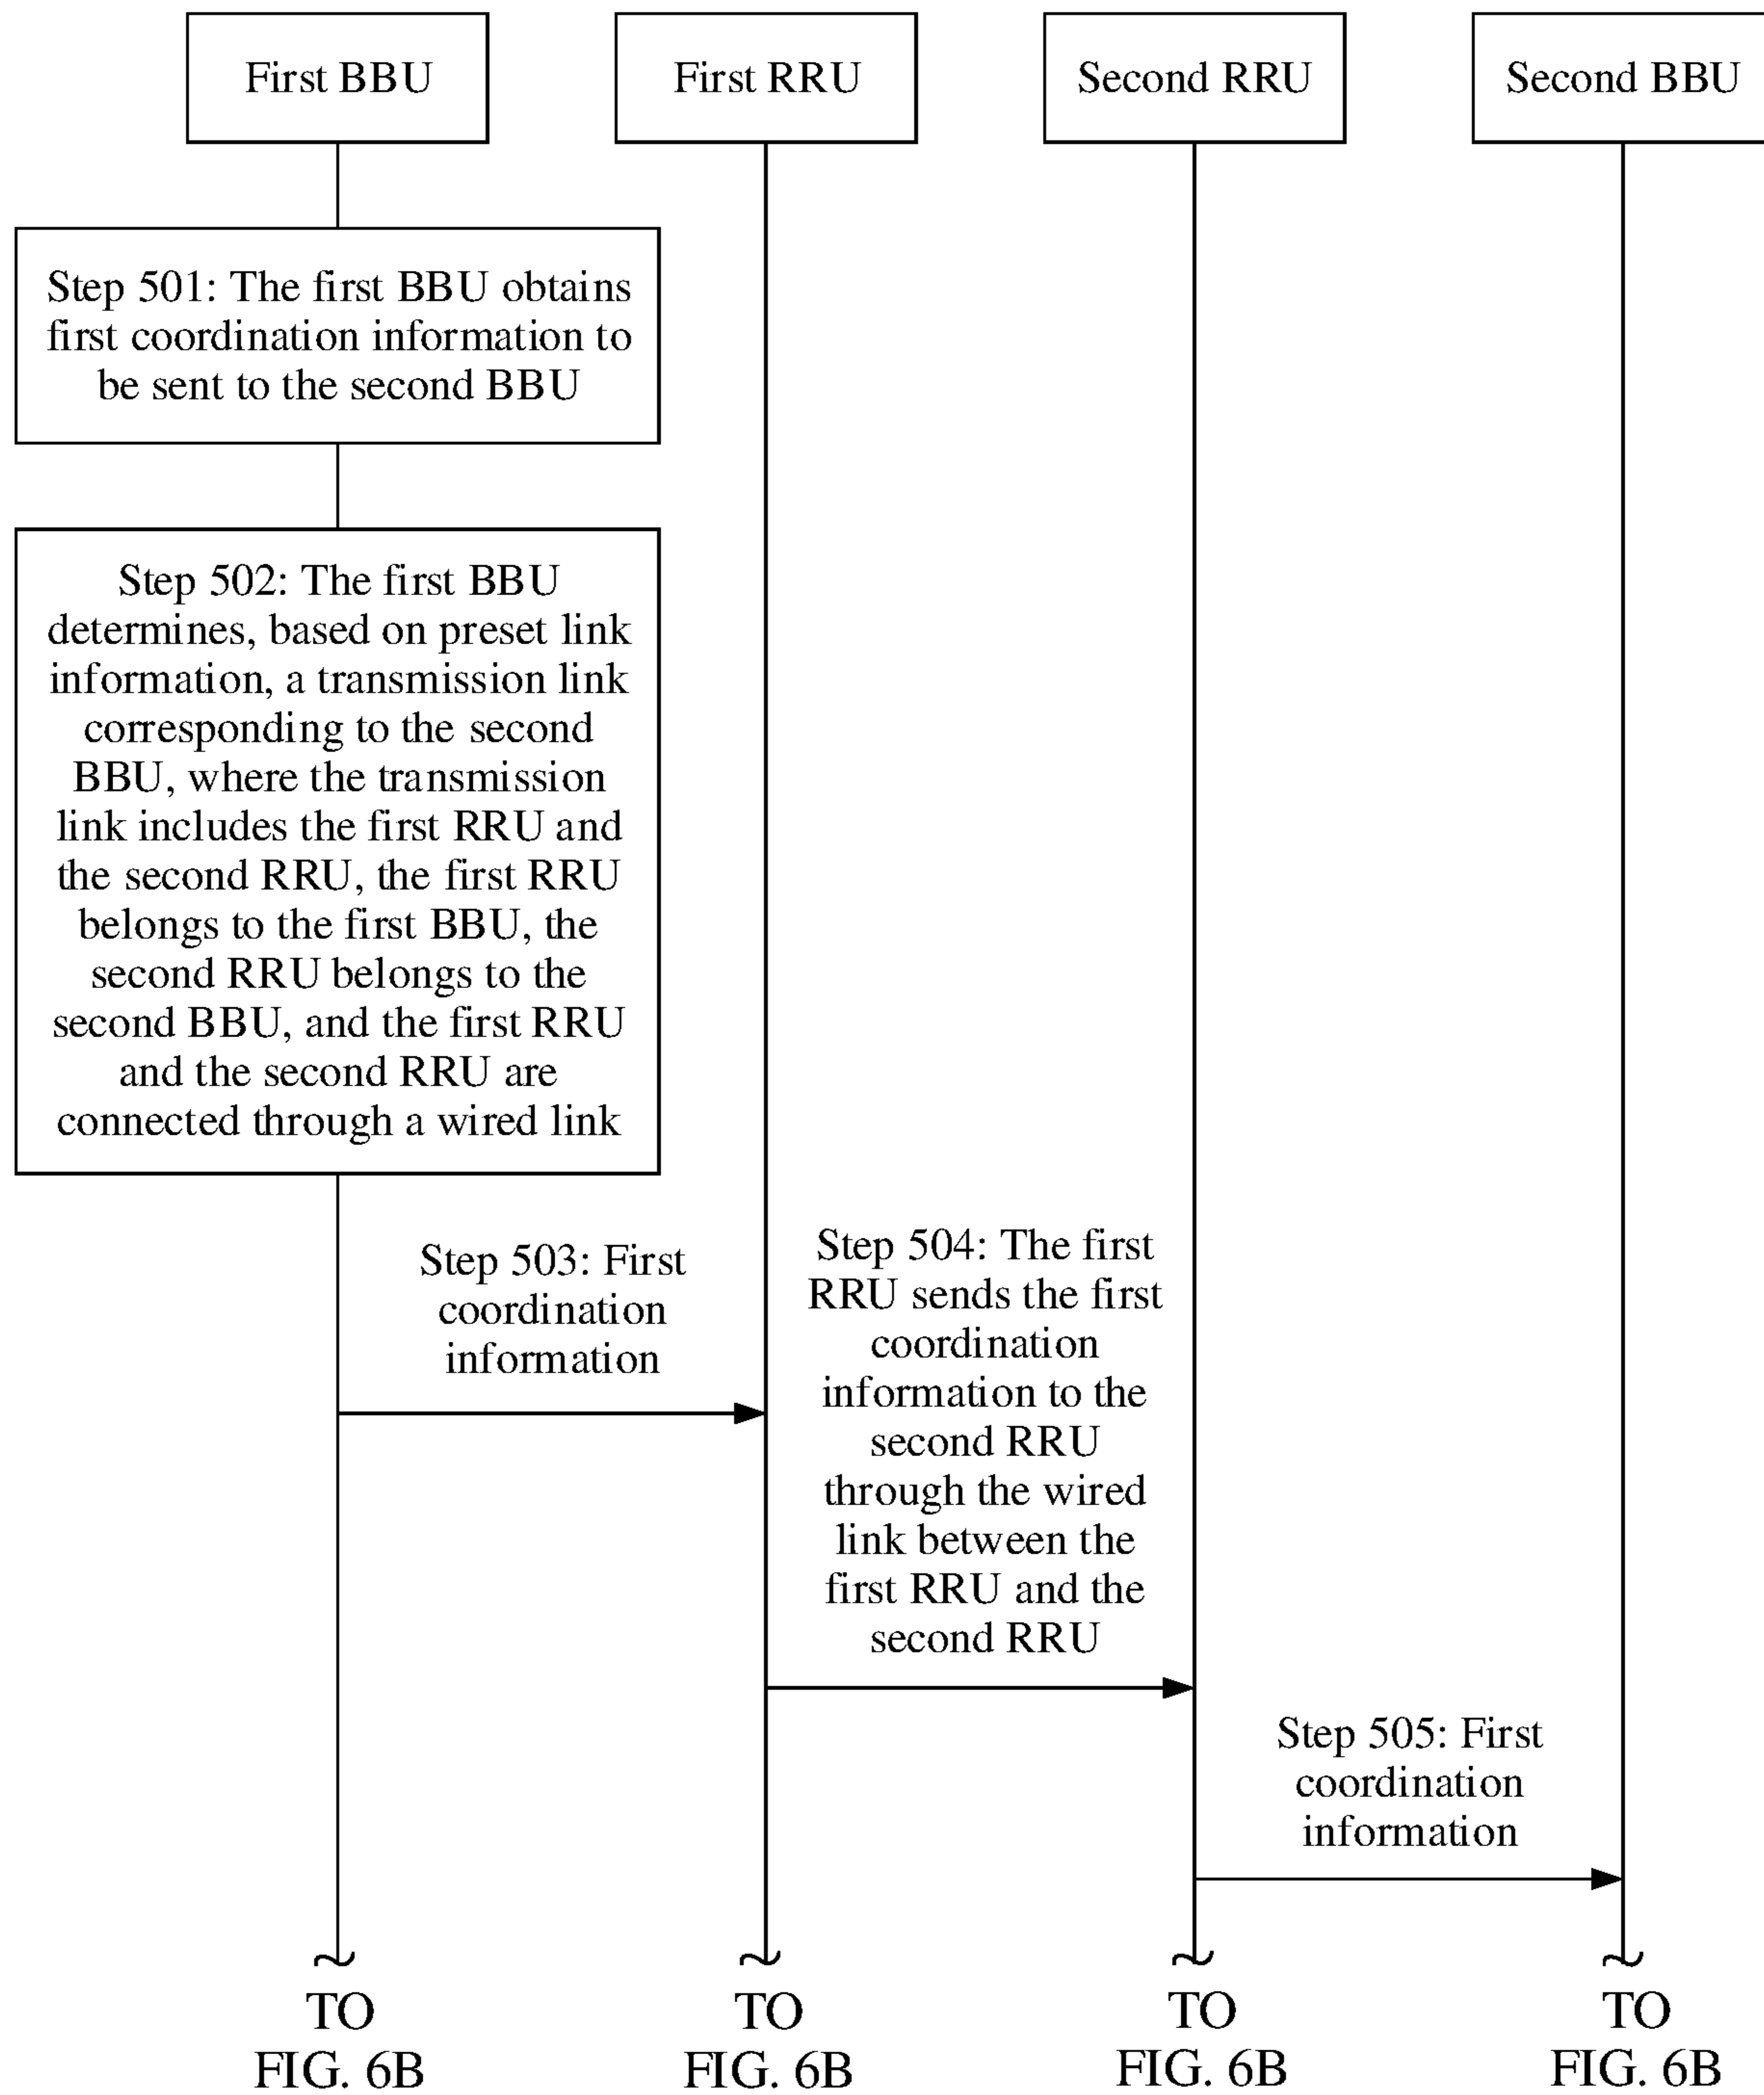 First BBU
First RRU
Second RRU
Second BBU
Step 501: The first BBU obtains
first coordination information to
be sent to the second BBU
Step 502: The first BBU
determines, based on preset link
information, a transmission link
corresponding to the second
BBU, where the transmission
link includes the first RRU and
the second RRU, the first RRU
belongs to the first BBU, the
second RRU belongs to the
second BBU, and the first RRU
and the second RRU are
connected through a wired link
Step 503: First
coordination
information
Step 504: The first
RRU sends the first
coordination
information to the
second RRU
through the wired
link between the
first RRU and the
second RRU
Step 505: First
coordination
information
TO
FIG. 6B
TO
FIG. 6B
TO
FIG. 6B
TO
FIG. 6B